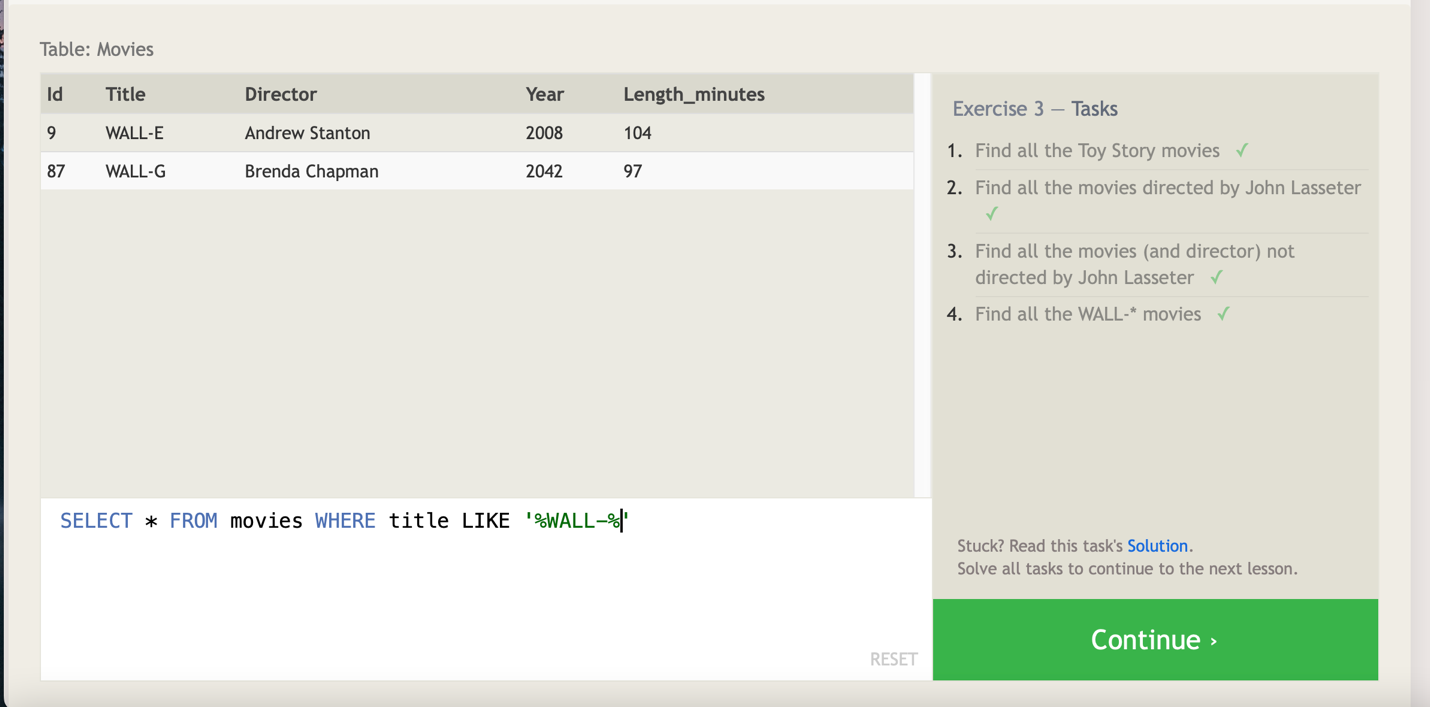 Table: Movies
Id Title Director Year Length_minutes
9 WALL-E Andrew Stanton 2008 104
87 WALL-G Brenda Chapman 2042 97
SELECT * FROM movies WHERE title LIKE '%WALL-%'
RESET
Exercise 3 — Tasks
1. Find all the Toy Story movies ✓
2. Find all the movies directed by John Lasseter
✓
3. Find all the movies (and director) not
directed by John Lasseter ✓
4. Find all the WALL-* movies ✓
Stuck? Read this task's Solution.
Solve all tasks to continue to the next lesson.
Continue ›